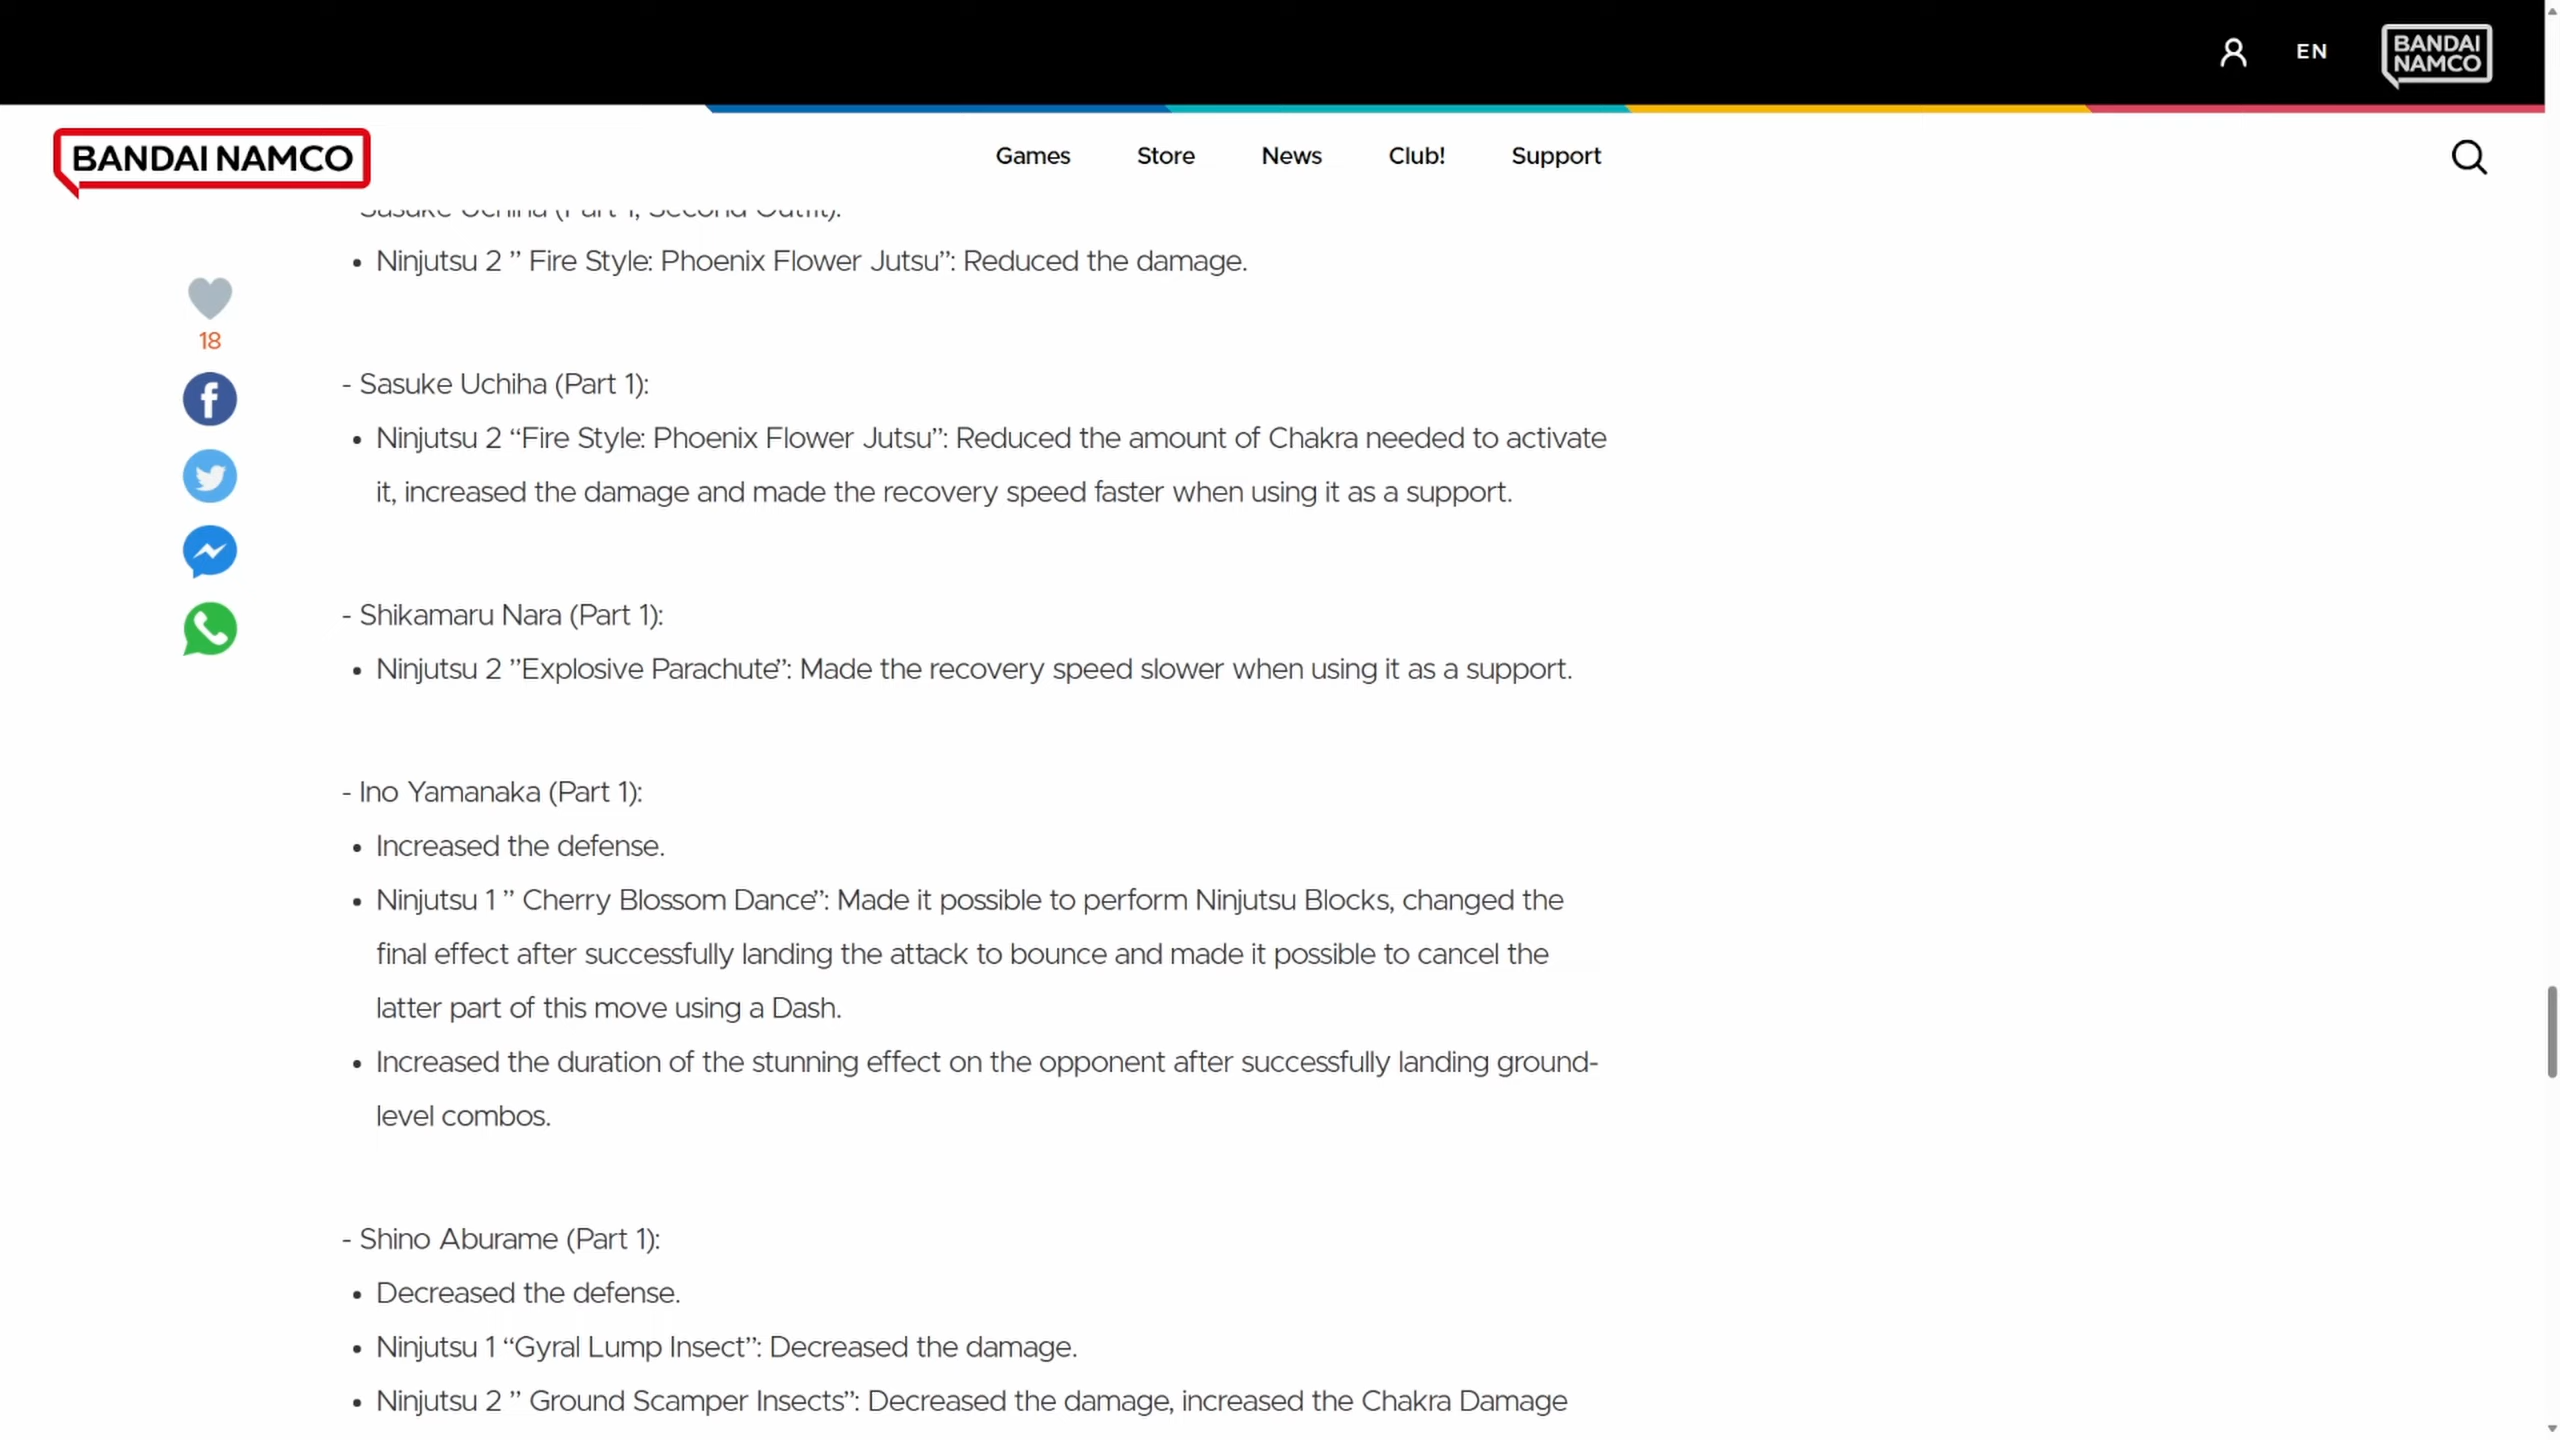 EN
BANDAI
NAMCO
BANDAI NAMCO
Games
Store
News
Club!
Support
Sasuke Uchiha (Part 1, Second Outfit):
• Ninjutsu 2 ” Fire Style: Phoenix Flower Jutsu”: Reduced the damage.
18
- Sasuke Uchiha (Part 1):
• Ninjutsu 2 “Fire Style: Phoenix Flower Jutsu”: Reduced the amount of Chakra needed to activate
it, increased the damage and made the recovery speed faster when using it as a support.
- Shikamaru Nara (Part 1):
• Ninjutsu 2 ”Explosive Parachute”: Made the recovery speed slower when using it as a support.
- Ino Yamanaka (Part 1):
• Increased the defense.
• Ninjutsu 1 ” Cherry Blossom Dance”: Made it possible to perform Ninjutsu Blocks, changed the
final effect after successfully landing the attack to bounce and made it possible to cancel the
latter part of this move using a Dash.
• Increased the duration of the stunning effect on the opponent after successfully landing ground-
level combos.
- Shino Aburame (Part 1):
• Decreased the defense.
• Ninjutsu 1 “Gyral Lump Insect”: Decreased the damage.
• Ninjutsu 2 ” Ground Scamper Insects”: Decreased the damage, increased the Chakra Damage